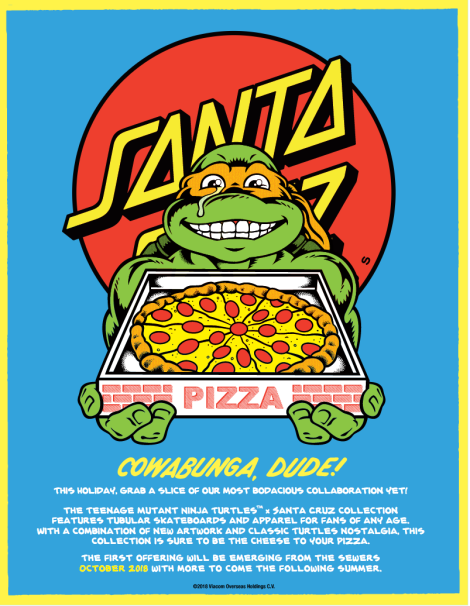 SANTA
CRUZ
S
PIZZA
COWABUNGA, DUDE!
THIS HOLIDAY, GRAB A SLICE OF OUR MOST BODACIOUS COLLABORATION YET!
THE TEENAGE MUTANT NINJA TURTLES™ x SANTA CRUZ COLLECTION
FEATURES TUBULAR SKATEBOARDS AND APPAREL FOR FANS OF ANY AGE.
WITH A COMBINATION OF NEW ARTWORK AND CLASSIC TURTLES NOSTALGIA, THIS
COLLECTION IS SURE TO BE THE CHEESE TO YOUR PIZZA.
THE FIRST OFFERING WILL BE EMERGING FROM THE SEWERS
OCTOBER 2018 WITH MORE TO COME THE FOLLOWING SUMMER.
©2018 Viacom Overseas Holdings C.V.